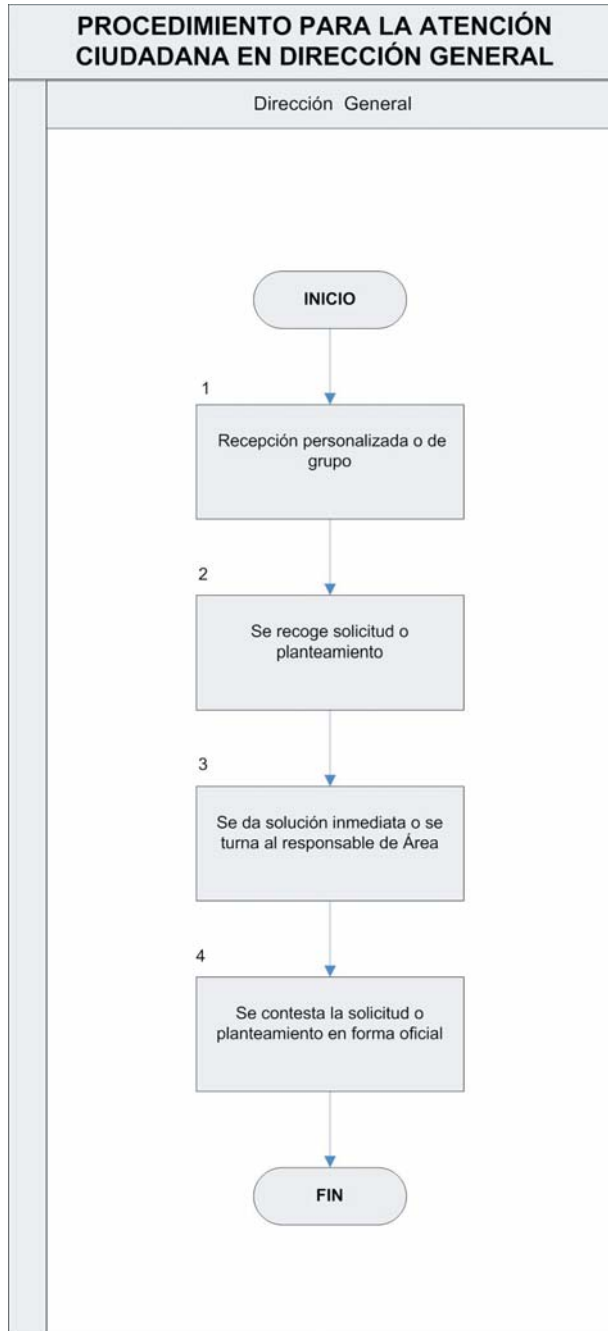 PROCEDIMIENTO PARA LA ATENCIÓN
CIUDADANA EN DIRECCIÓN GENERAL
Dirección General
INICIO
1
Recepción personalizada o de
grupo
2
Se recoge solicitud o
planteamiento
3
Se da solución inmediata o se
turna al responsable de Área
4
Se contesta la solicitud o
planteamiento en forma oficial
FIN